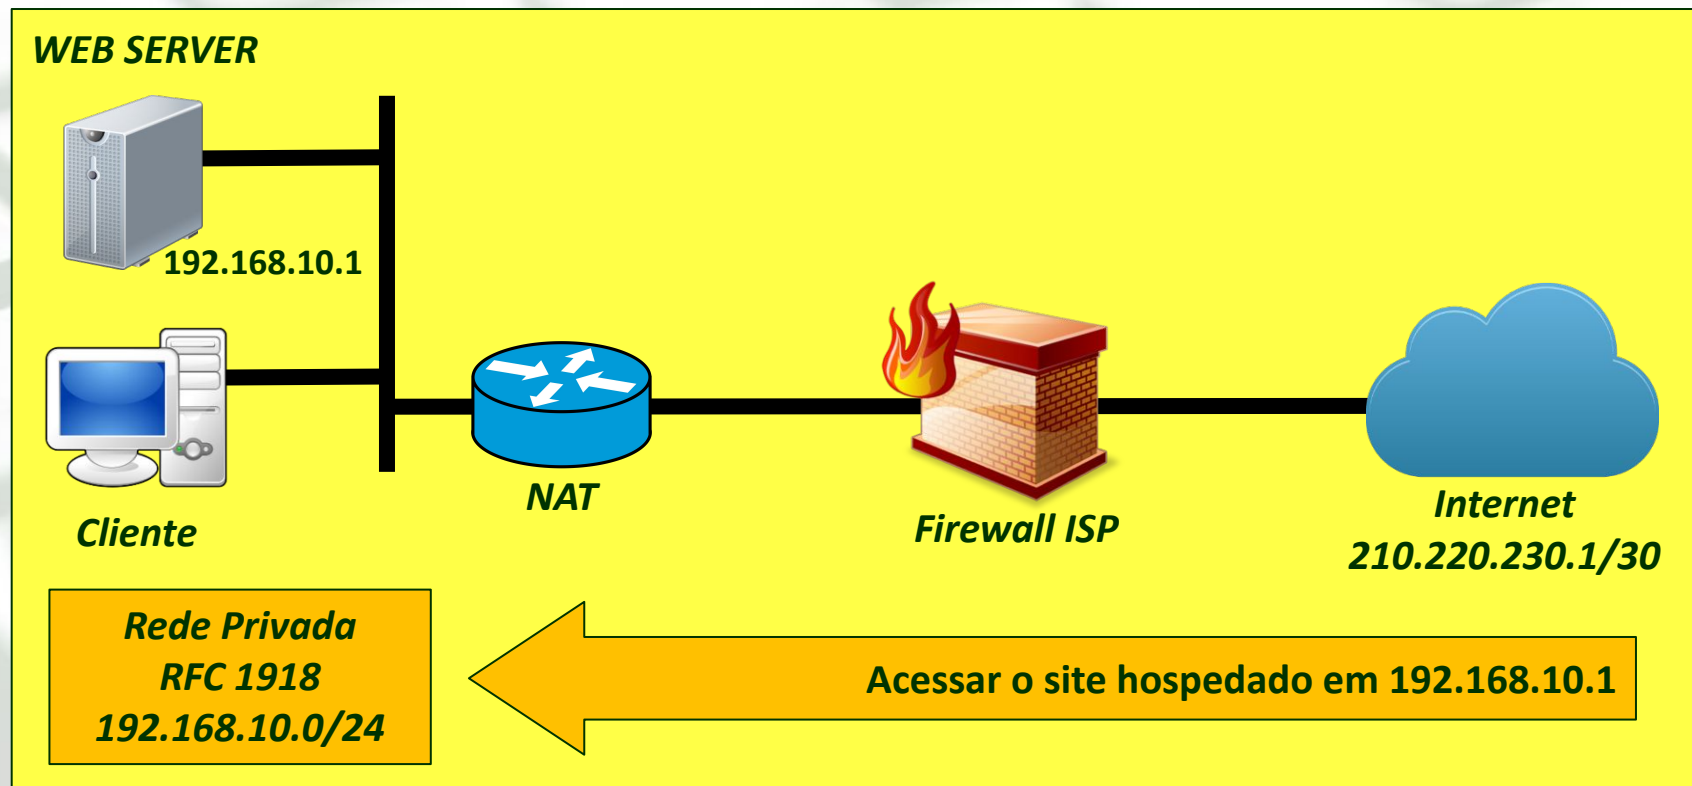 WEB SERVER
192.168.10.1
Cliente
NAT
Firewall ISP
Internet
210.220.230.1/30
Rede Privada
RFC 1918
192.168.10.0/24
Acessar o site hospedado em 192.168.10.1